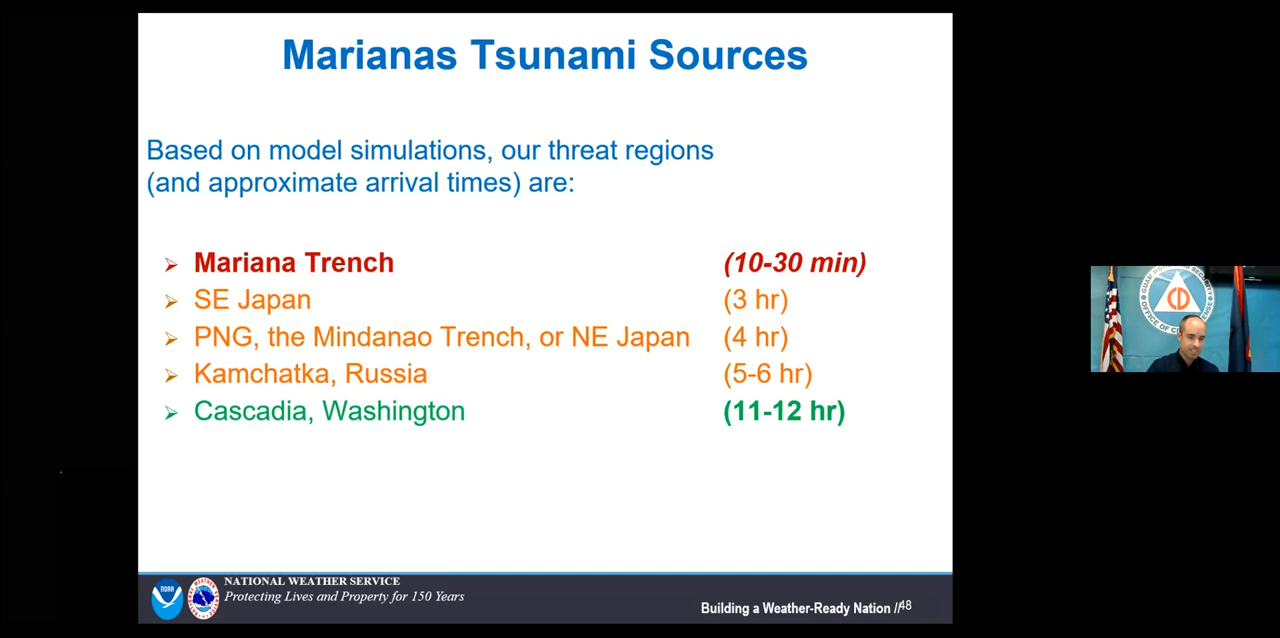 Marianas Tsunami Sources
Based on model simulations, our threat regions
(and approximate arrival times) are:
Mariana Trench (10-30 min)
SE Japan (3 hr)
PNG, the Mindanao Trench, or NE Japan (4 hr)
Kamchatka, Russia (5-6 hr)
Cascadia, Washington (11-12 hr)
NOAA
NATIONAL WEATHER SERVICE
Protecting Lives and Property for 150 Years
Building a Weather-Ready Nation // 48
CD